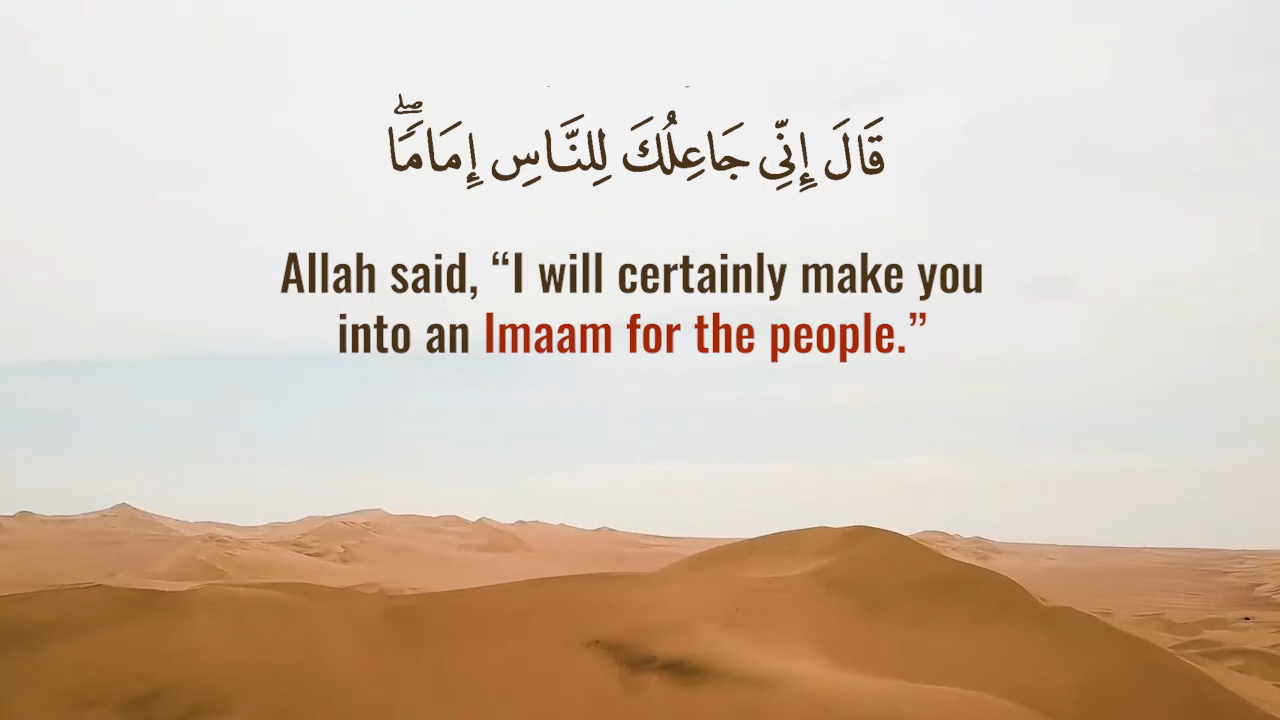 قَالَ إِنِّي جَاعِلُكَ لِلنَّاسِ إِمَامًا ۖ
Allah said, “I will certainly make you
into an Imaam for the people.”